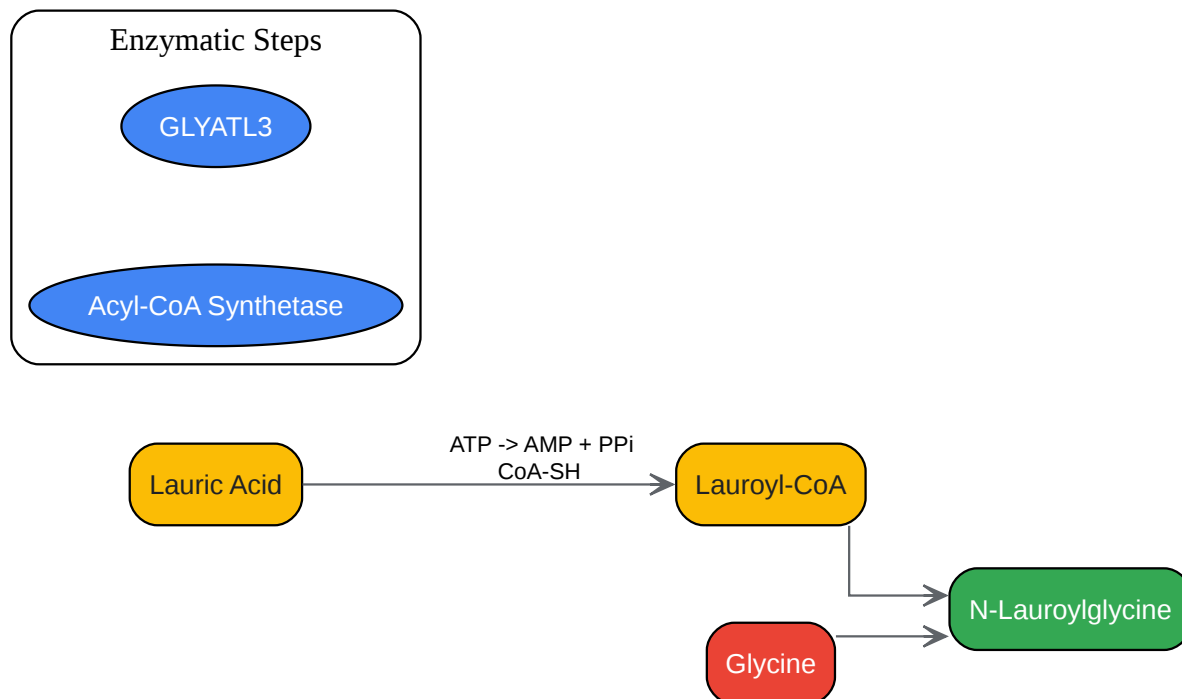 Enzymatic Steps
GLYATL3
Acyl-CoA Synthetase
ATP -> AMP + PPi
CoA-SH
Lauric Acid
Lauroyl-CoA
N-Lauroylglycine
Glycine